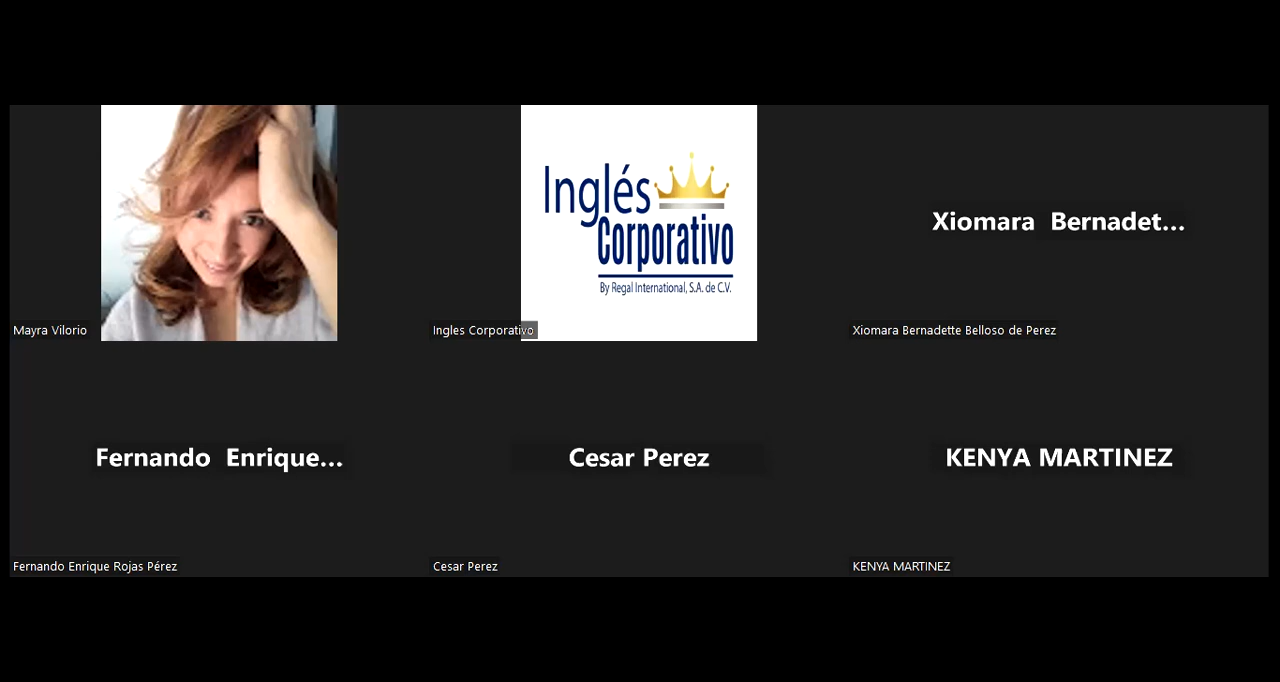 Inglés
Corporativo
By Regal International, S.A. de C.V.
Xiomara Bernadet...
Mayra Vilorio
Ingles Corporativo
Xiomara Bernadette Belloso de Perez
Fernando Enrique...
Cesar Perez
KENYA MARTINEZ
Fernando Enrique Rojas Pérez
Cesar Perez
KENYA MARTINEZ